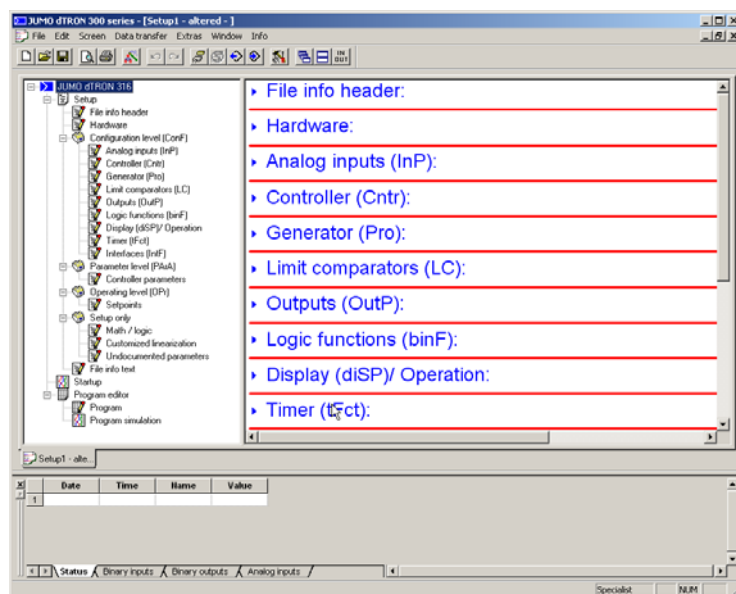 JUMO dTRON 300 series - [Setup1 - altered - ]
File Edit Screen Data transfer Extras Window Info
IN
OUT
JUMO dTRON 316
Setup
File info header
Hardware
Configuration level (ConF)
Analog inputs (InP)
Controller (Cntr)
Generator (Pro)
Limit comparators (LC)
Outputs (OutP)
Logic functions (binF)
Display (diSP)/ Operation
Timer (tFct)
Interfaces (IntF)
Parameter level (PArA)
Controller parameters
Operating level (OPr)
Setpoints
Setup only
Math / logic
Customized linearization
Undocumented parameters
File info text
Startup
Program editor
Program
Program simulation
File info header:
Hardware:
Analog inputs (InP):
Controller (Cntr):
Generator (Pro):
Limit comparators (LC):
Outputs (OutP):
Logic functions (binF):
Display (diSP)/ Operation:
Timer (tFct):
Setup1 - alte...
Date Time Name Value
1
Status Binary inputs Binary outputs Analog inputs
Specialist NUM